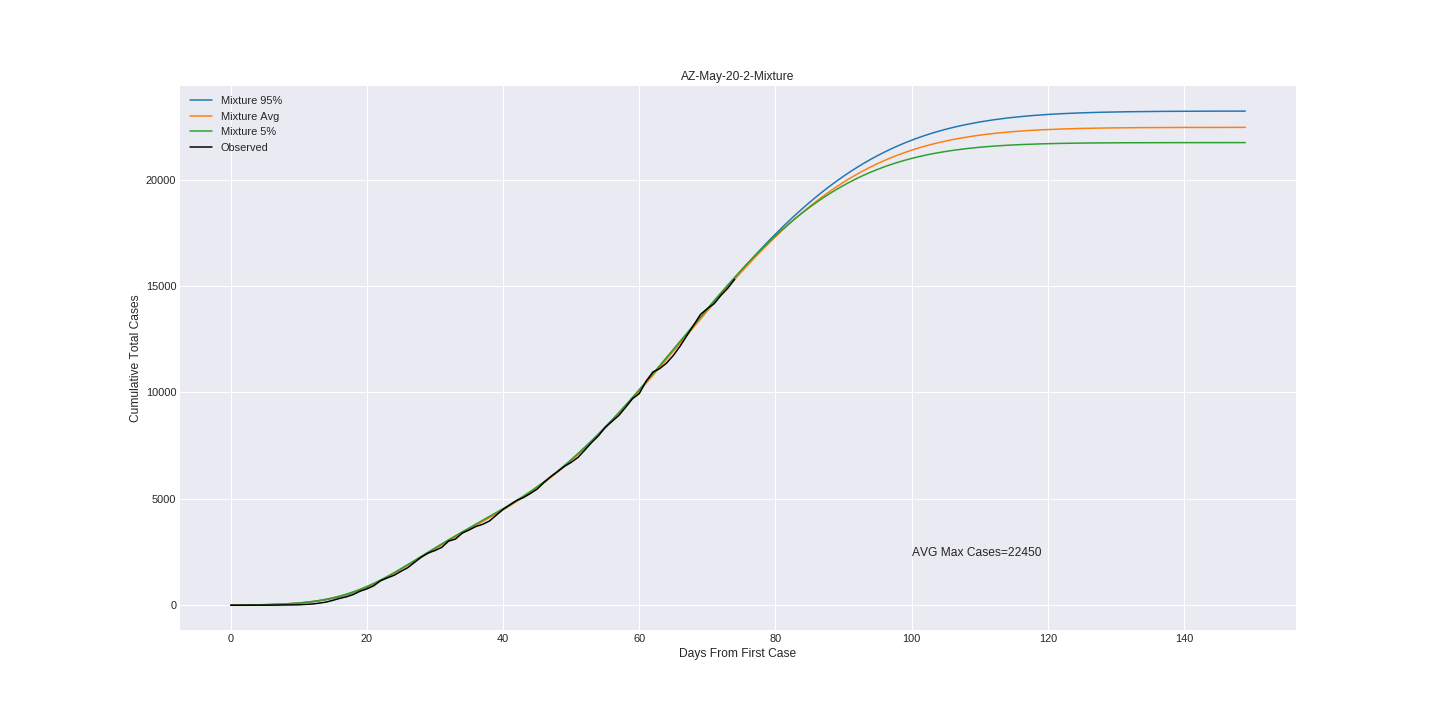 AZ-May-20-2-Mixture
Mixture 95%
Mixture Avg
Mixture 5%
Observed
20000
15000
10000
5000
0
Cumulative Total Cases
AVG Max Cases=22450
0 20 40 60 80 100 120 140
Days From First Case